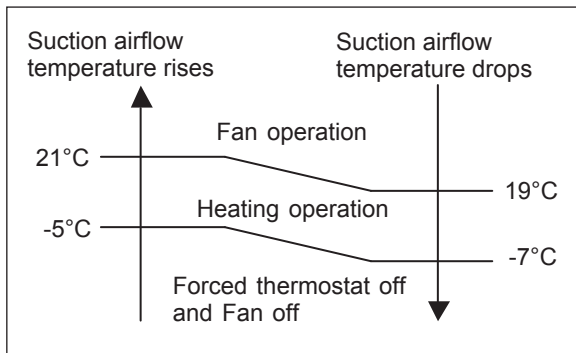 Suction airflow
temperature rises
Suction airflow
temperature drops
Fan operation
21°C
19°C
Heating operation
-5°C
-7°C
Forced thermostat off
and Fan off